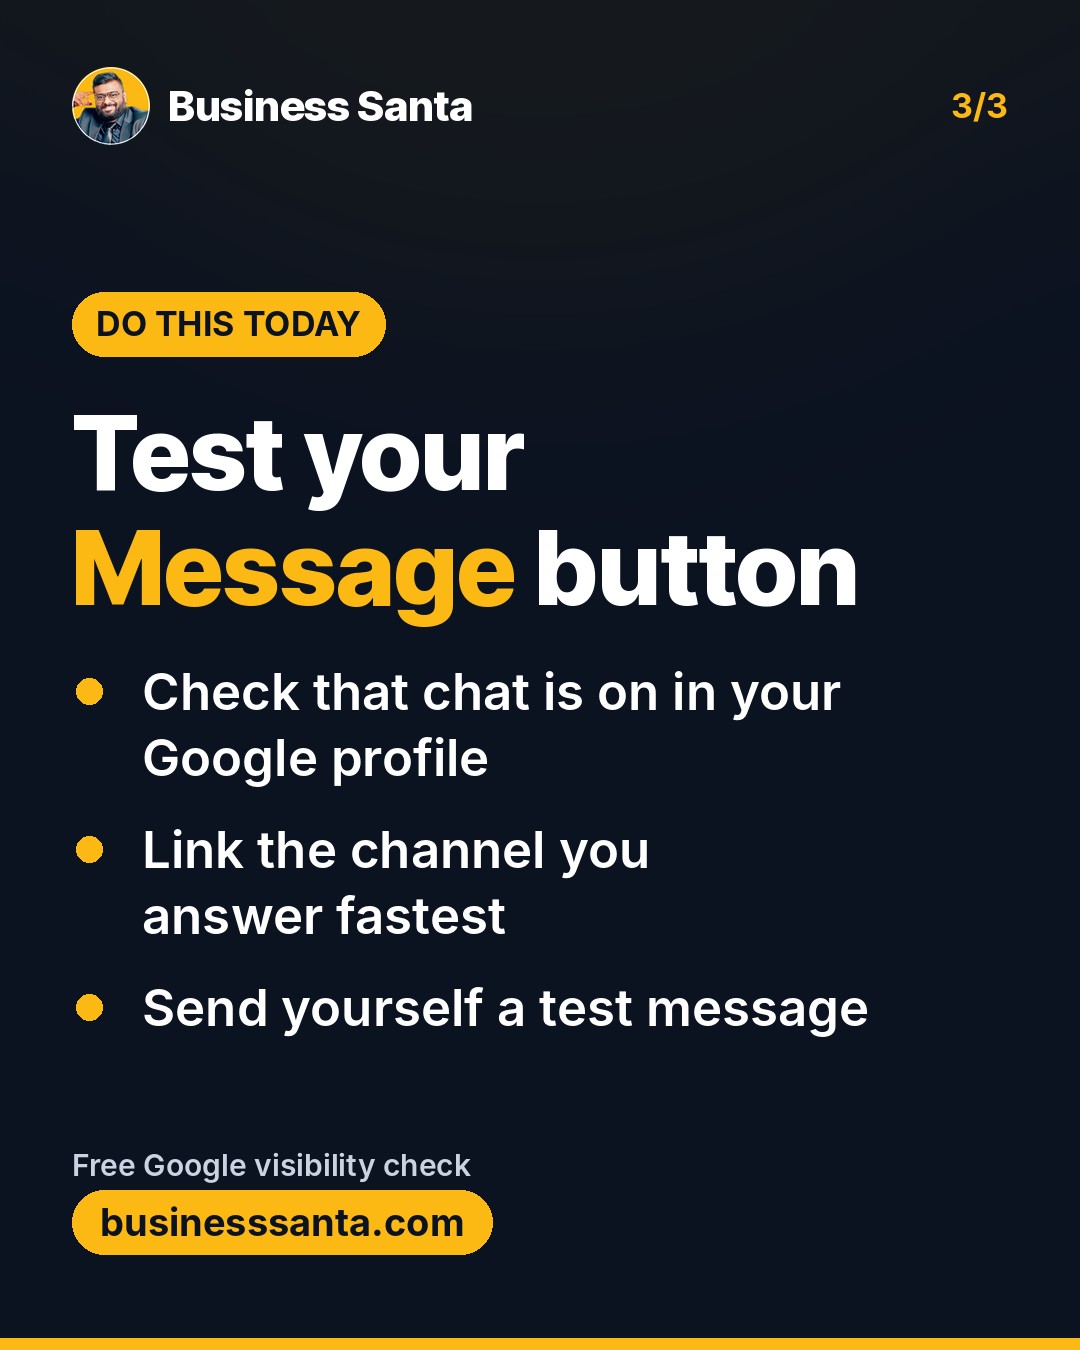 Business Santa
3/3
DO THIS TODAY
Test your
Message button
Check that chat is on in your
Google profile
Link the channel you
answer fastest
Send yourself a test message
Free Google visibility check
businesssanta.com